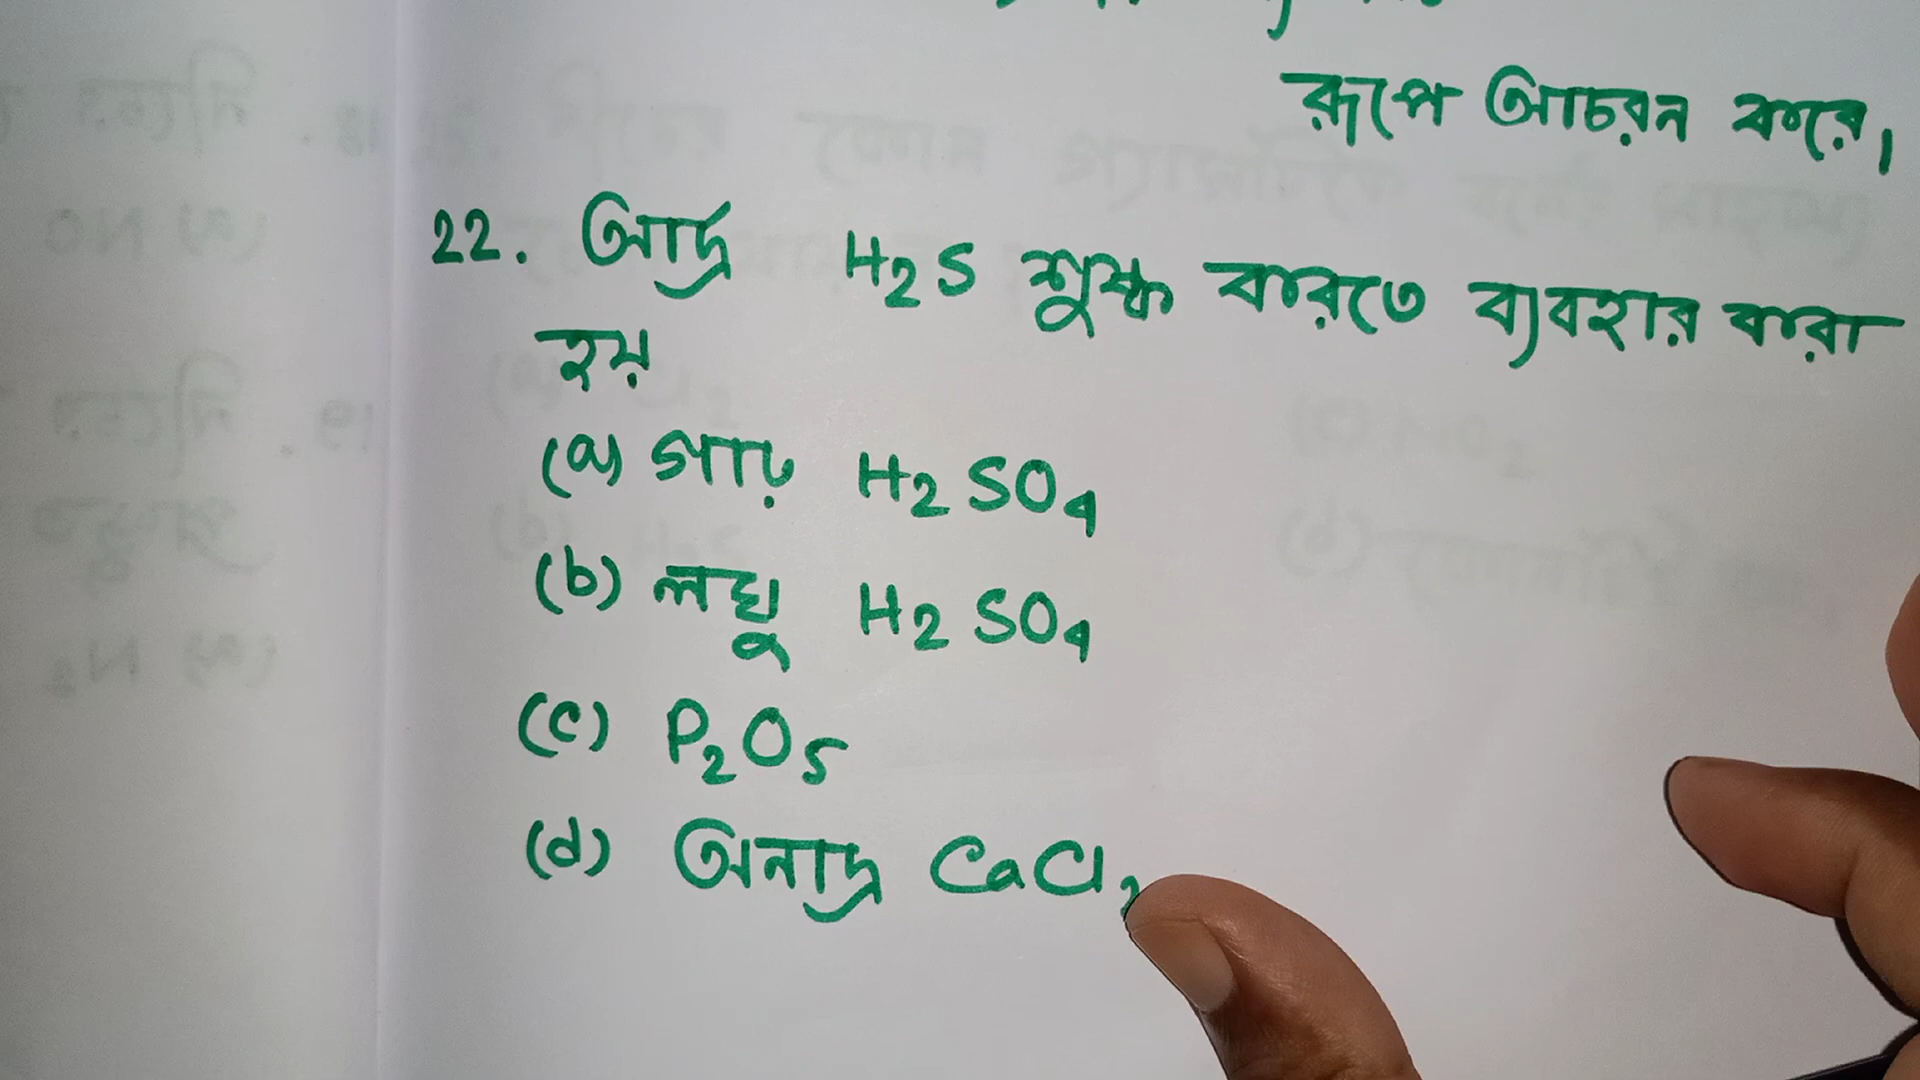 রূপে আচরন করে।
22. আর্দ্র H₂S শুষ্ক করতে ব্যবহার করা
হয়
(a) গাঢ় H₂SO₄
(b) লঘু H₂SO₄
(c) P₂O₅
(d) অনার্দ্র CaCl₂